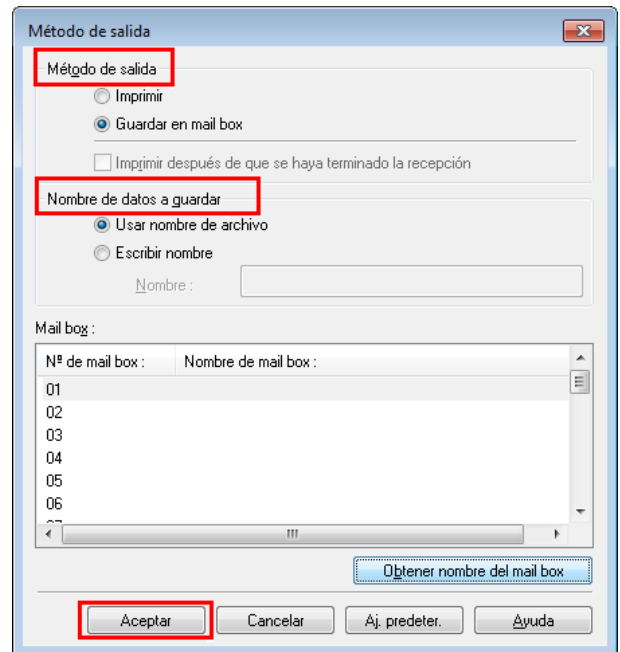 Método de salida
Método de salida
Imprimir
Guardar en mail box
Imprimir después de que se haya terminado la recepción
Nombre de datos a guardar
Usar nombre de archivo
Escribir nombre
Nombre :
Mail box :
Nº de mail box : Nombre de mail box :
01
02
03
04
05
06
Obtener nombre del mail box
Aceptar Cancelar Aj. predeter. Ayuda